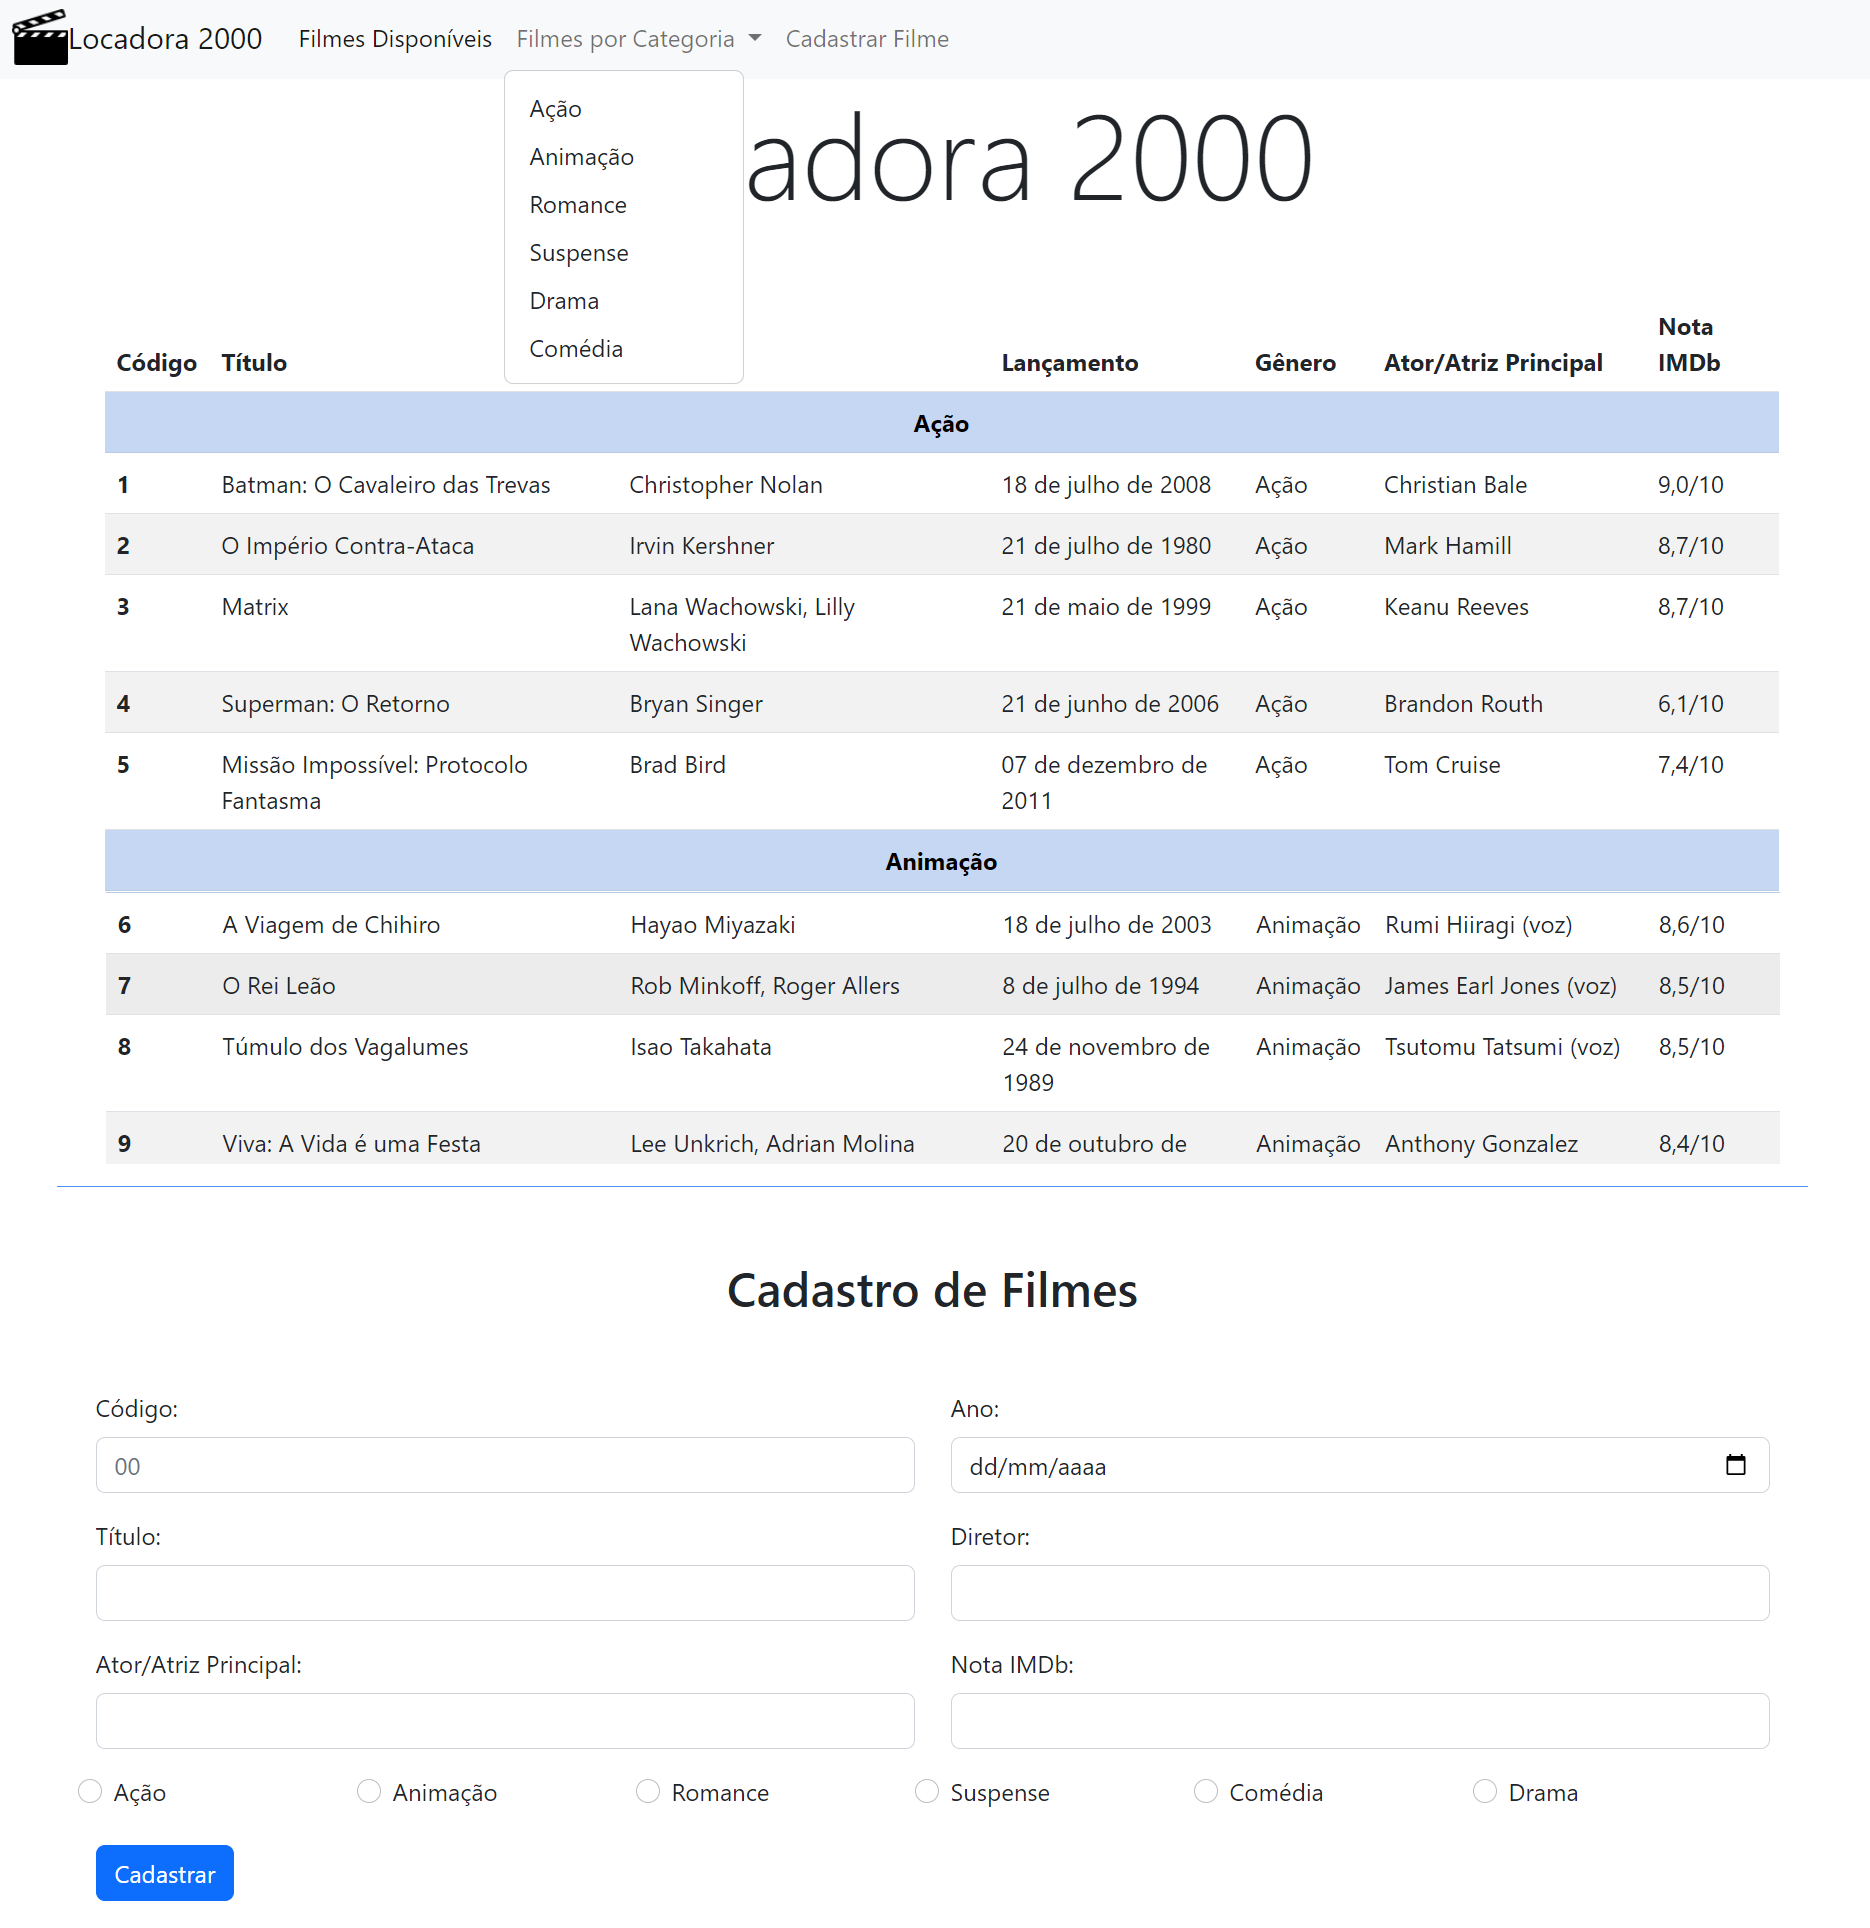 Locadora 2000 Filmes Disponíveis Filmes por Categoria Cadastrar Filme
Ação
Animação
Romance
Suspense
Drama
Comédia
adora 2000
Código Título Lançamento Gênero Ator/Atriz Principal Nota IMDb
Ação
1 Batman: O Cavaleiro das Trevas Christopher Nolan 18 de julho de 2008 Ação Christian Bale 9,0/10
2 O Império Contra-Ataca Irvin Kershner 21 de julho de 1980 Ação Mark Hamill 8,7/10
3 Matrix Lana Wachowski, Lilly Wachowski 21 de maio de 1999 Ação Keanu Reeves 8,7/10
4 Superman: O Retorno Bryan Singer 21 de junho de 2006 Ação Brandon Routh 6,1/10
5 Missão Impossível: Protocolo Fantasma Brad Bird 07 de dezembro de 2011 Ação Tom Cruise 7,4/10
Animação
6 A Viagem de Chihiro Hayao Miyazaki 18 de julho de 2003 Animação Rumi Hiiragi (voz) 8,6/10
7 O Rei Leão Rob Minkoff, Roger Allers 8 de julho de 1994 Animação James Earl Jones (voz) 8,5/10
8 Túmulo dos Vagalumes Isao Takahata 24 de novembro de 1989 Animação Tsutomu Tatsumi (voz) 8,5/10
9 Viva: A Vida é uma Festa Lee Unkrich, Adrian Molina 20 de outubro de Animação Anthony Gonzalez 8,4/10
Cadastro de Filmes
Código: Ano:
00 dd/mm/aaaa
Título: Diretor:
Ator/Atriz Principal: Nota IMDb:
Ação Animação Romance Suspense Comédia Drama
Cadastrar